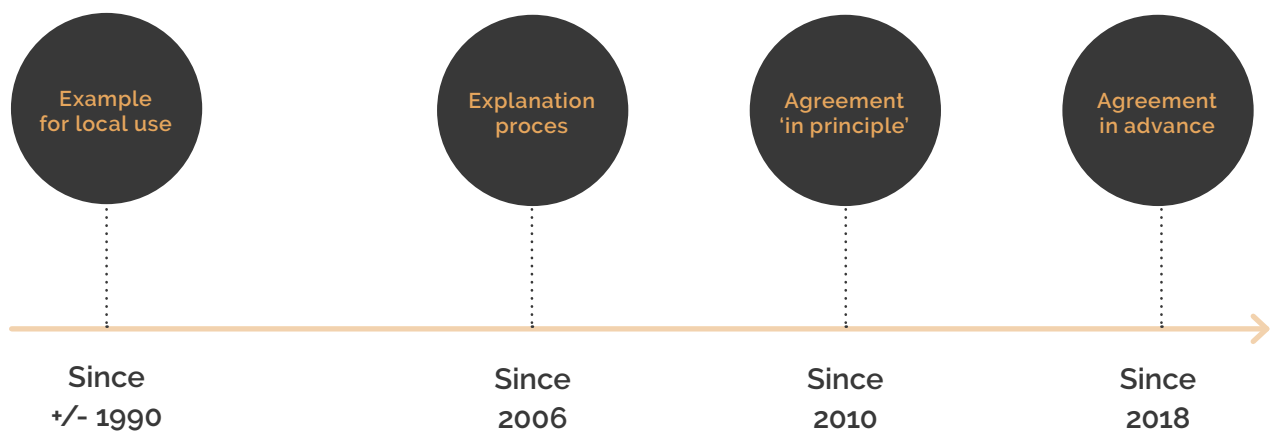 Example
for local use
Explanation
proces
Agreement
‘in principle’
Agreement
in advance
Since
+/- 1990
Since
2006
Since
2010
Since
2018